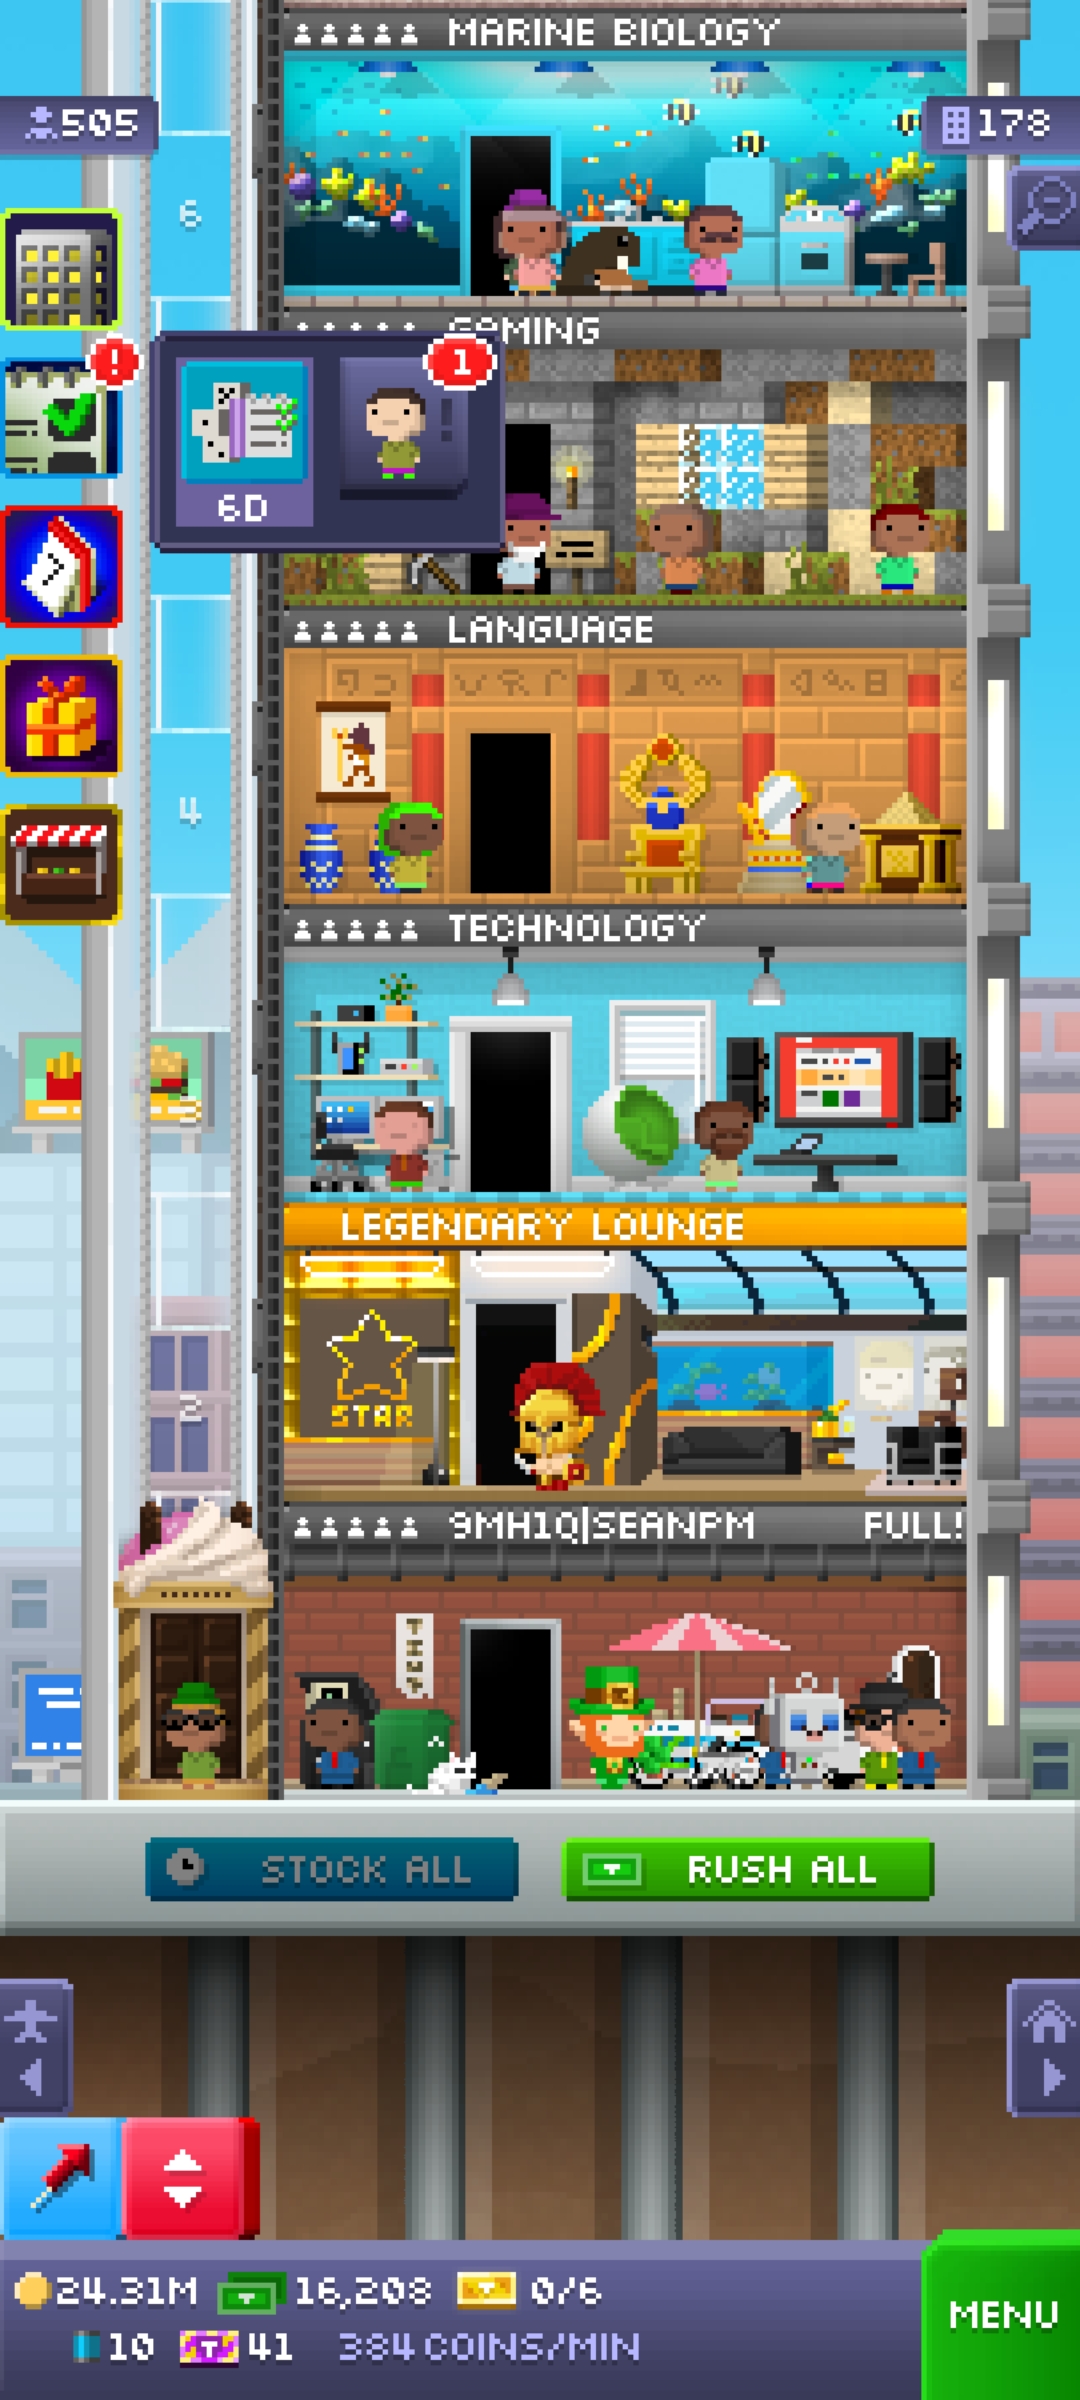 MARINE BIOLOGY
505
178
6
GAMING
1
6D
7
LANGUAGE
4
TECHNOLOGY
LEGENDARY LOUNGE
STAR
2
9MH1Q|SEANPM FULL!
STOCK ALL
RUSH ALL
24.31M 16,208 0/6
10 41 384 COINS/MIN
MENU